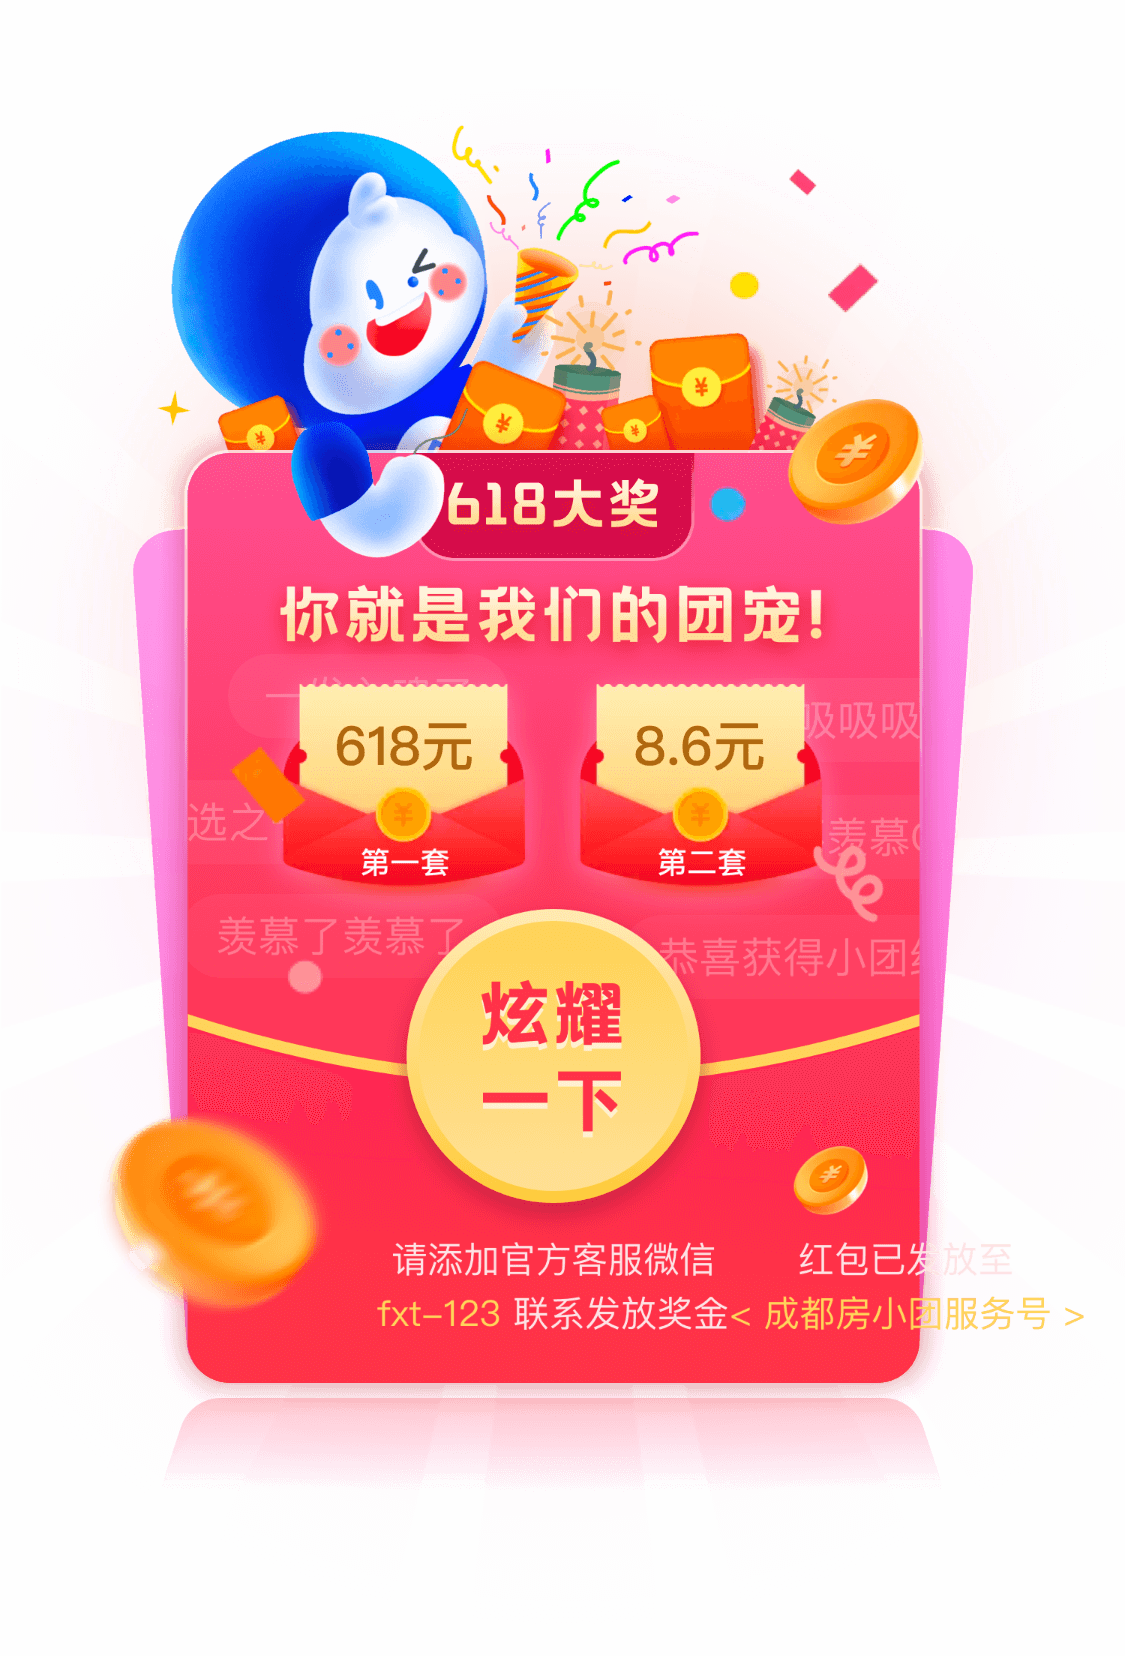 618大奖
你就是我们的团宠!
618元
8.6元
吸吸吸
第一套
第二套
选之
羡慕
羡慕了羡慕了
恭喜获得小团红
炫耀
一下
请添加官方客服微信
红包已发放至
fxt-123 联系发放奖金
< 成都房小团服务号 >